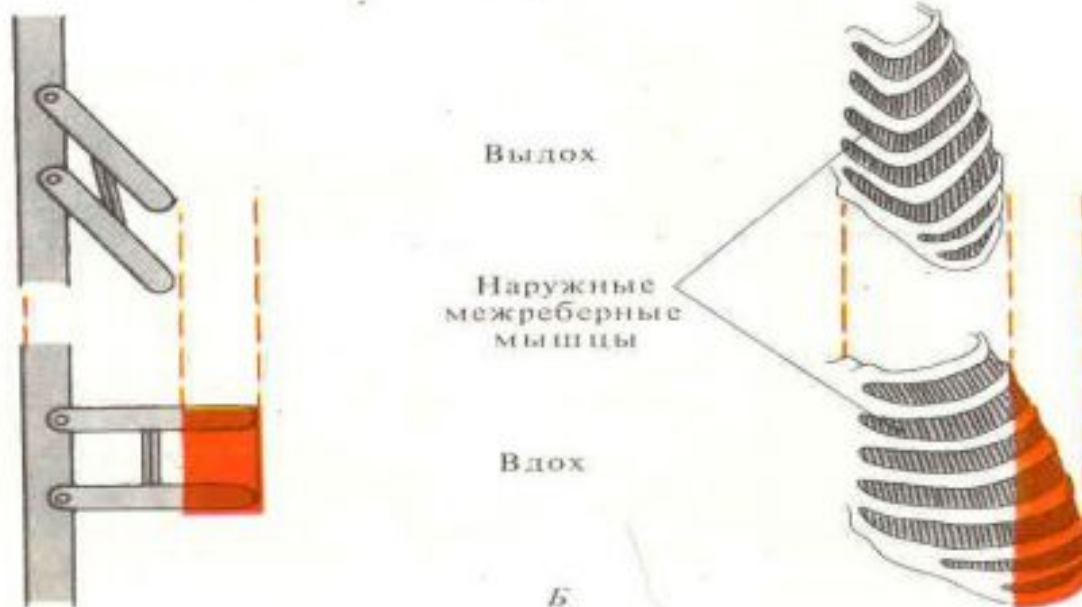 Выдох
Наружные
межреберные
мышцы
Вдох
Б